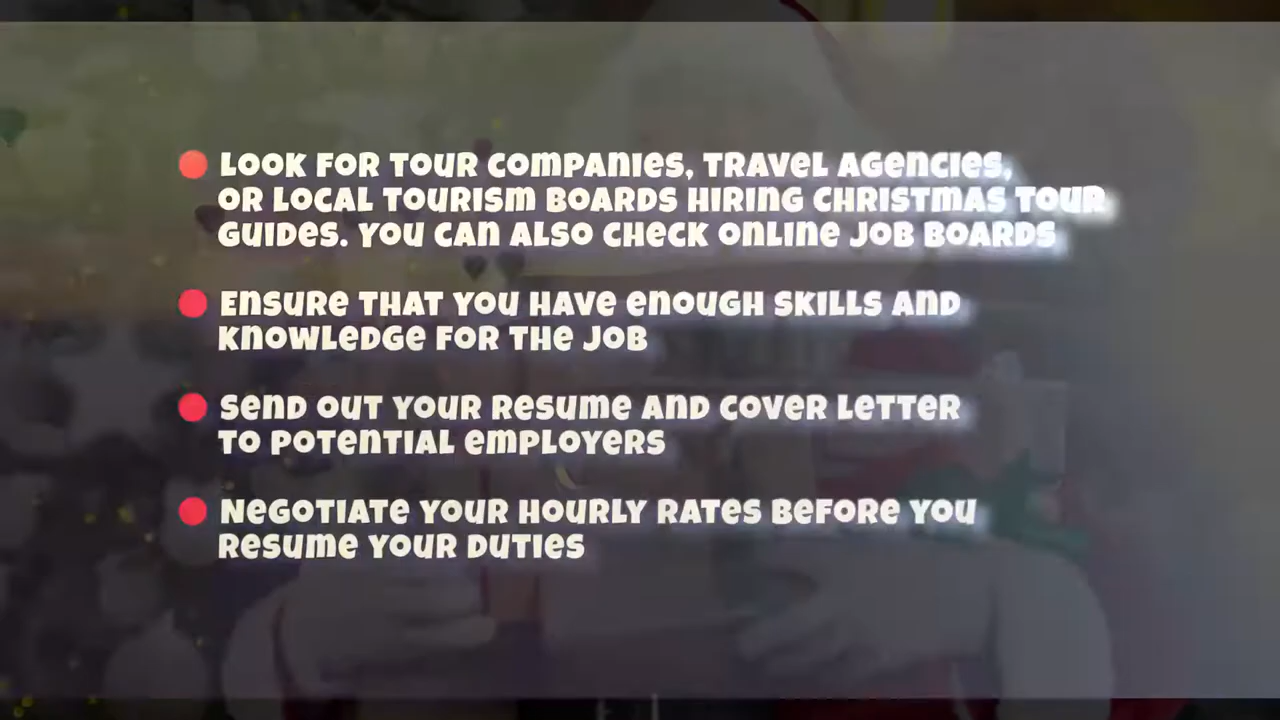 Look for tour companies, travel agencies,
or local tourism boards hiring Christmas tour
guides. You can also check online job boards
Ensure that you have enough skills and
knowledge for the job
Send out your resume and cover letter
to potential employers
Negotiate your hourly rates before you
resume your duties